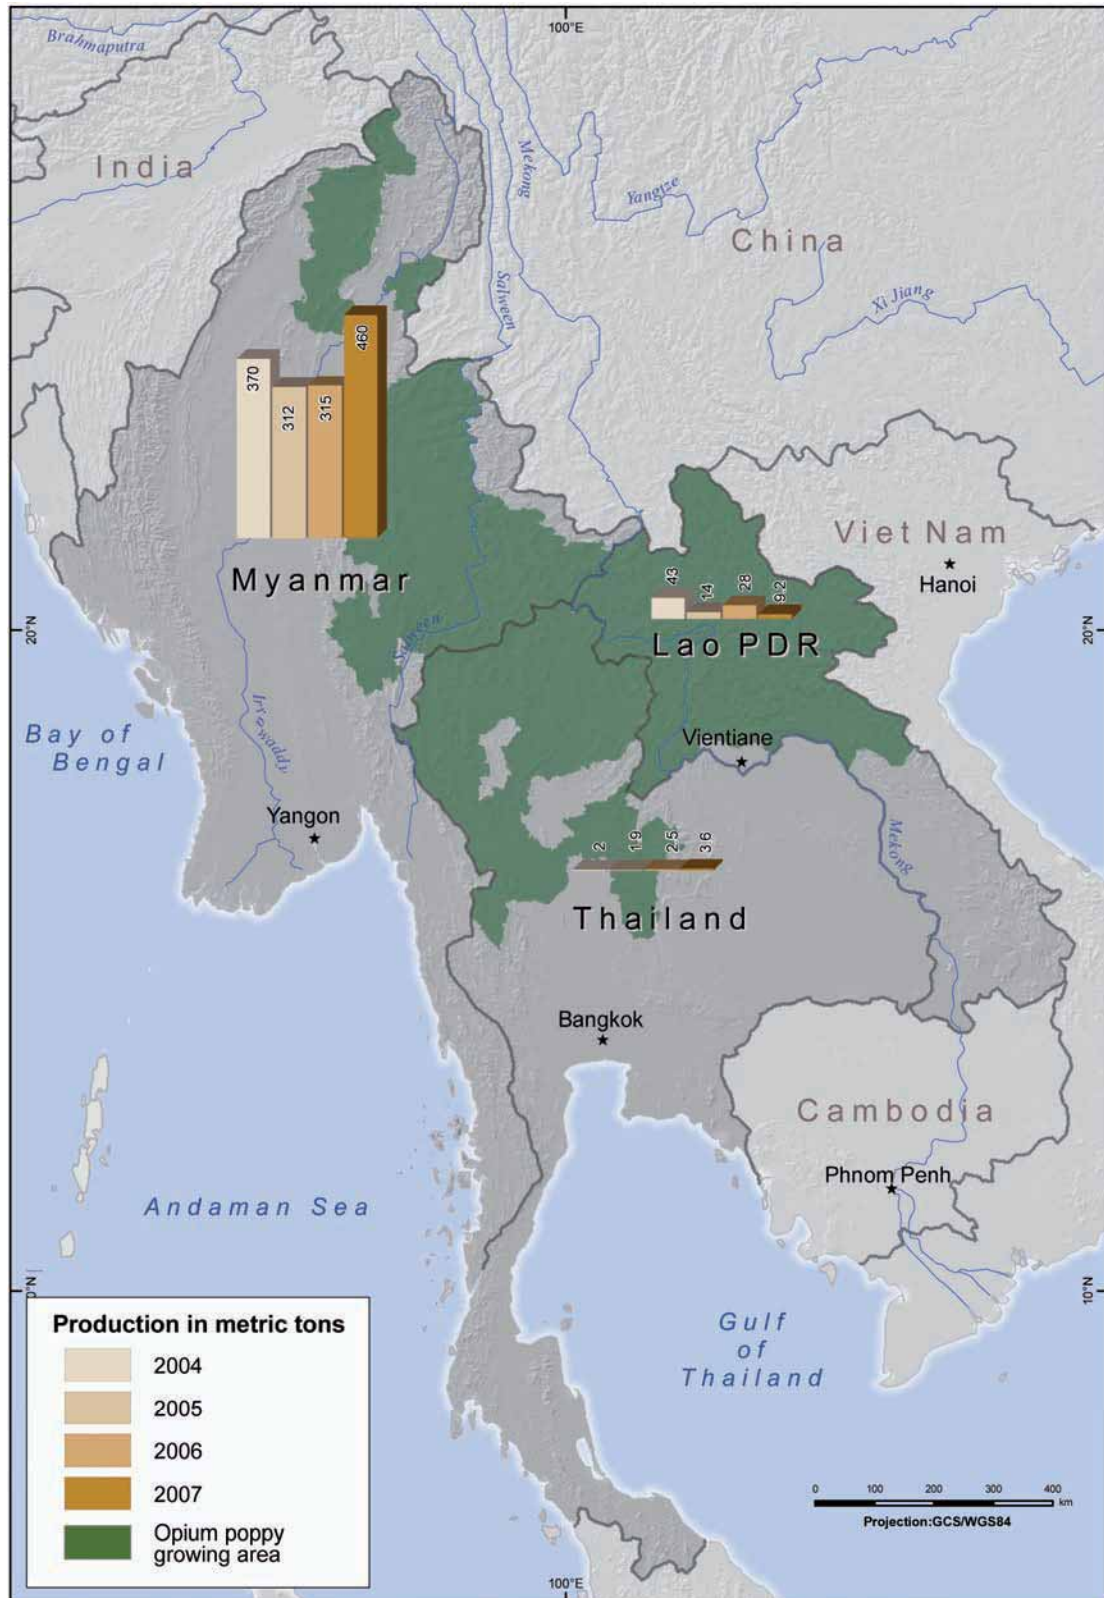 100°E
Brahmaputra
India
Mekong
Yangize
China
Salween
Xi Jiang
370
312
315
460
Myanmar
Viet Nam
Hanoi
43
14
28
9.2
Lao PDR
20°N
20°N
Salween
Irrawaddy
Bay of
Bengal
Vientiane
Yangon
Mekong
2
1.9
2.5
3.6
Thailand
Bangkok
Cambodia
Phnom Penh
Andaman Sea
0°N
10°N
Gulf
of
Thailand
Production in metric tons
2004
2005
2006
2007
Opium poppy
growing area
0 100 200 300 400
km
Projection:GCS/WGS84
100°E